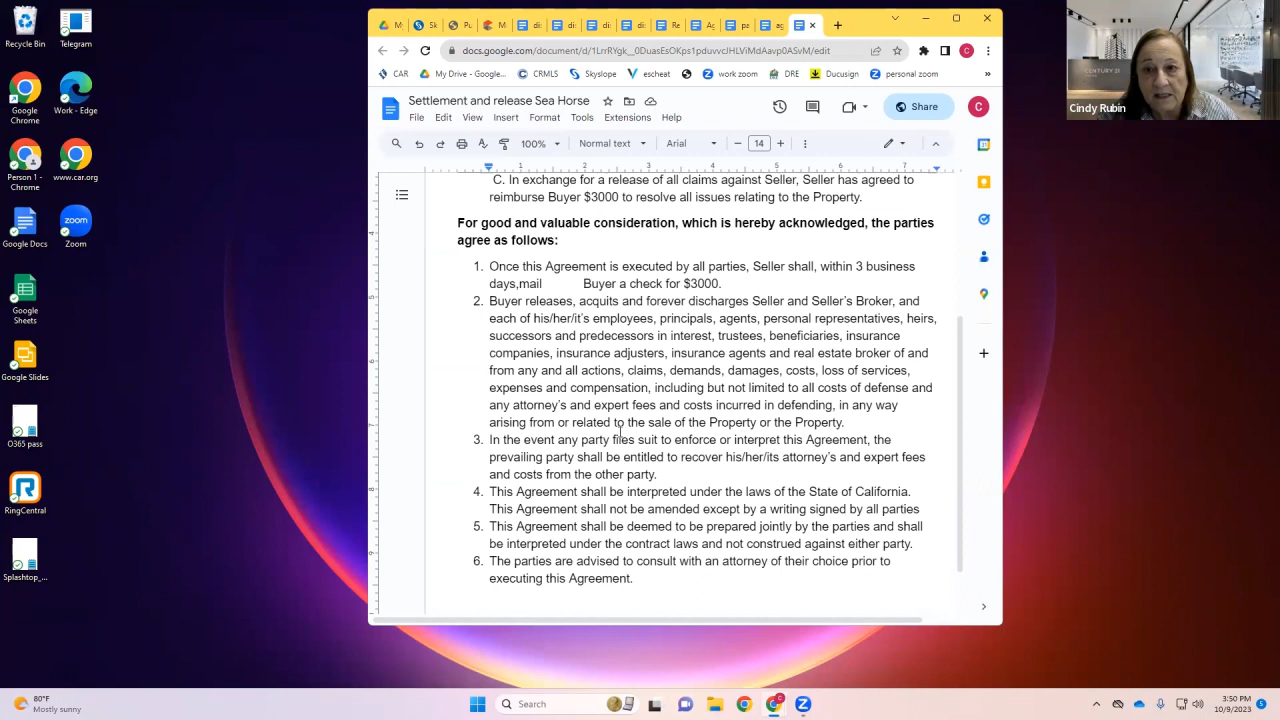 Recycle Bin
Telegram
Google Chrome
Work - Edge
Person 1 - Chrome
www.car.org
Google Docs
Zoom
zoom
Google Sheets
Google Slides
O365 pass
RingCentral
Splashtop_...
docs.google.com/document/d/1LrrRYgk__0DuasEsOKps1pduvvcJHLViMdAavp0ASvM/edit
CAR
My Drive - Google...
CRMLS
Skyslope
escheat
work zoom
DRE
Ducusign
personal zoom
Settlement and release Sea Horse
File Edit View Insert Format Tools Extensions Help
Share
C
100%
Normal text
Arial
14
1 2 3 4 5 6 7
C. In exchange for a release of all claims against Seller, Seller has agreed to
reimburse Buyer $3000 to resolve all issues relating to the Property.
For good and valuable consideration, which is hereby acknowledged, the parties
agree as follows:
1. Once this Agreement is executed by all parties, Seller shall, within 3 business
days,mail Buyer a check for $3000.
2. Buyer releases, acquits and forever discharges Seller and Seller's Broker, and
each of his/her/it's employees, principals, agents, personal representatives, heirs,
successors and predecessors in interest, trustees, beneficiaries, insurance
companies, insurance adjusters, insurance agents and real estate broker of and
from any and all actions, claims, demands, damages, costs, loss of services,
expenses and compensation, including but not limited to all costs of defense and
any attorney's and expert fees and costs incurred in defending, in any way
arising from or related to the sale of the Property or the Property.
3. In the event any party files suit to enforce or interpret this Agreement, the
prevailing party shall be entitled to recover his/her/its attorney's and expert fees
and costs from the other party.
4. This Agreement shall be interpreted under the laws of the State of California.
This Agreement shall not be amended except by a writing signed by all parties
5. This Agreement shall be deemed to be prepared jointly by the parties and shall
be interpreted under the contract laws and not construed against either party.
6. The parties are advised to consult with an attorney of their choice prior to
executing this Agreement.
CENTURY 21
Cindy Rubin
80°F
Mostly sunny
Search
3:50 PM
10/9/2023